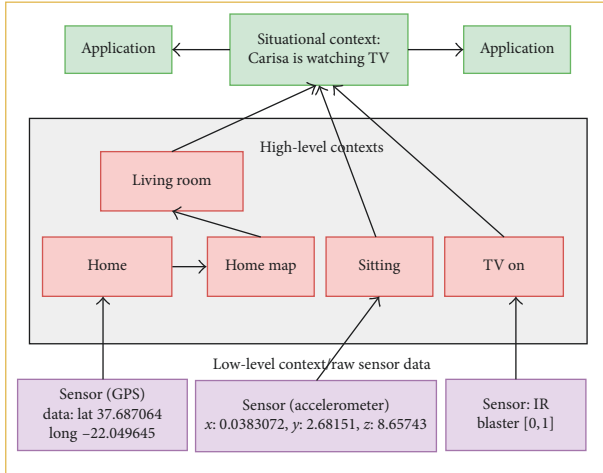 Application
Situational context:
Carisa is watching TV
Application
High-level contexts
Living room
Home
Home map
Sitting
TV on
Low-level context/raw sensor data
Sensor (GPS)
data: lat 37.687064
long −22.049645
Sensor (accelerometer)
x: 0.0383072, y: 2.68151, z: 8.65743
Sensor: IR
blaster [0,1]